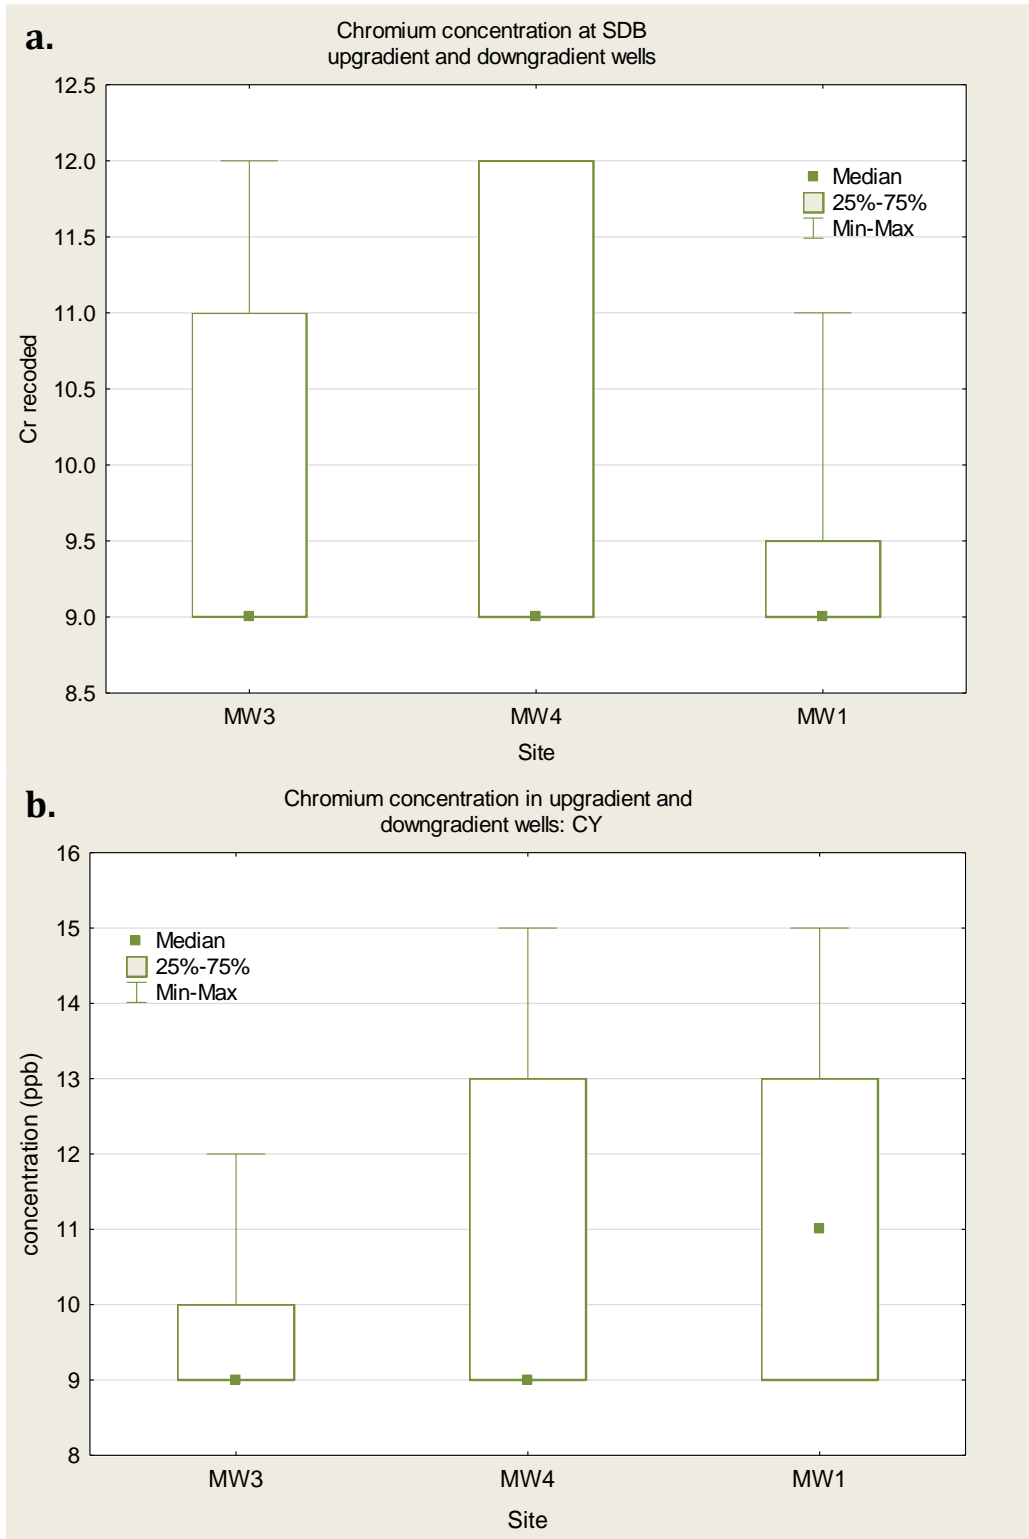 a.
Chromium concentration at SDB
upgradient and downgradient wells
12.5
12.0
11.5
11.0
10.5
10.0
9.5
9.0
8.5
Cr recoded
Median
25%-75%
Min-Max
MW3 MW4 MW1
Site
b.
Chromium concentration in upgradient and
downgradient wells: CY
16
15
14
13
12
11
10
9
8
concentration (ppb)
Median
25%-75%
Min-Max
MW3 MW4 MW1
Site